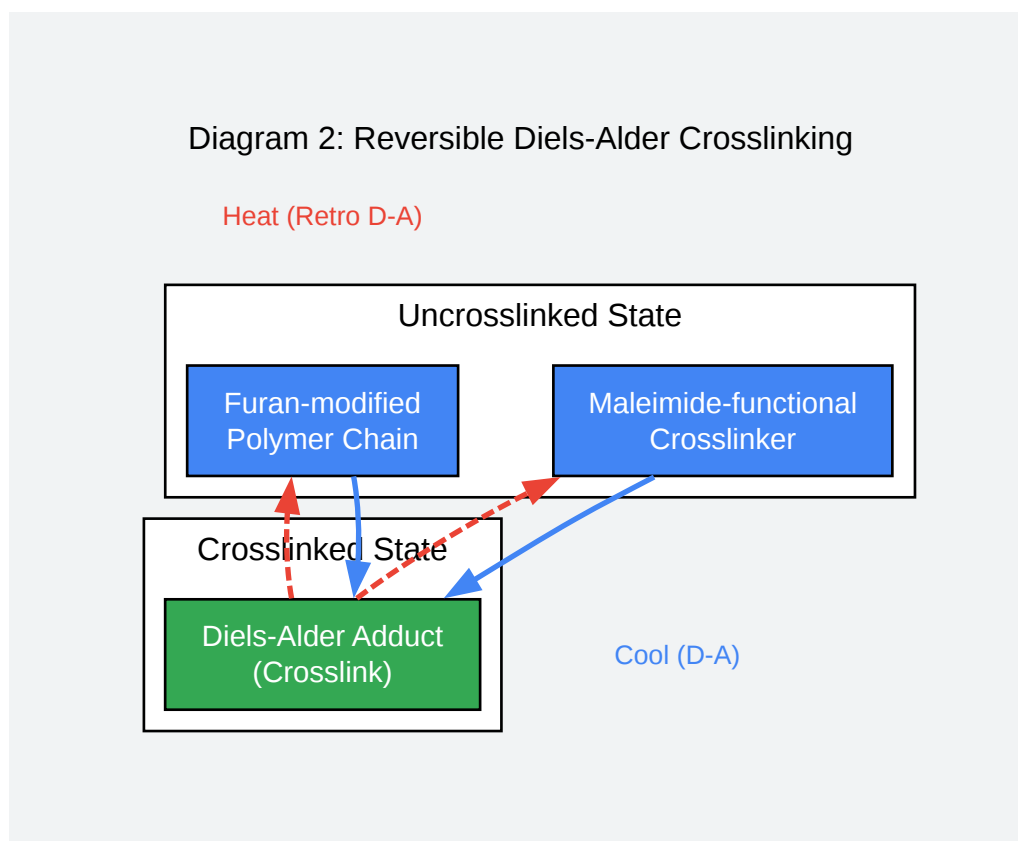 Diagram 2: Reversible Diels-Alder Crosslinking
Heat (Retro D-A)
Uncrosslinked State
Furan-modified
Polymer Chain
Maleimide-functional
Crosslinker
Crosslinked State
Diels-Alder Adduct
(Crosslink)
Cool (D-A)